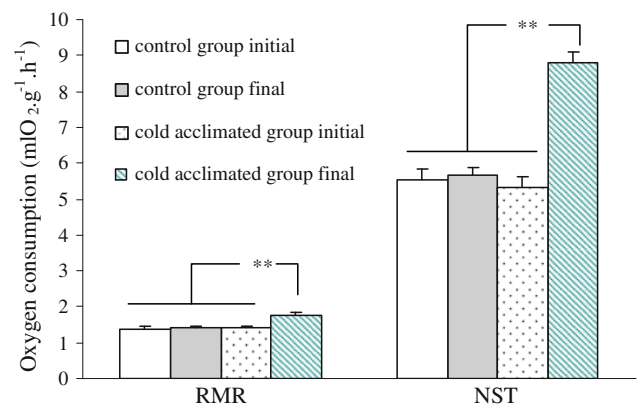 Oxygen consumption (mlO₂.g⁻¹.h⁻¹)
10
9
8
7
6
5
4
3
2
1
0
control group initial
control group final
cold acclimated group initial
cold acclimated group final
**
**
RMR
NST